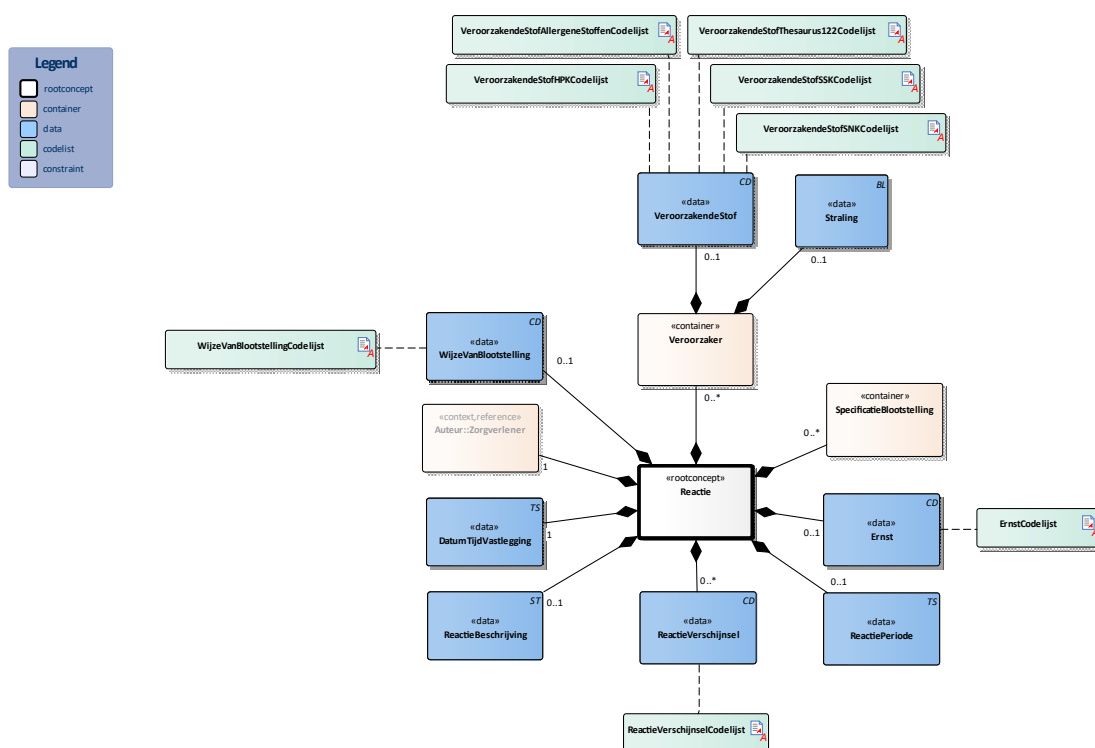 VeroorzakendeStofAllergeneStoffenCodelijst
VeroorzakendeStofThesaurus122Codelijst
VeroorzakendeStofHPKCodelijst
VeroorzakendeStofSSKCodelijst
VeroorzakendeStofSNKCodelijst
Legend
rootconcept
container
data
codelist
constraint
CD
«data»
VeroorzakendeStof
0..1
BL
«data»
Straling
0..1
«container»
Veroorzaker
0..*
WijzeVanBlootstellingCodelijst
CD
«data»
WijzeVanBlootstelling
0..1
«container»
SpecificatieBlootstelling
0..*
«context,reference»
Auteur::Zorgverlener
1
«rootconcept»
Reactie
TS
«data»
DatumTijdVastlegging
1
CD
«data»
Ernst
0..1
ErnstCodelijst
ST
«data»
ReactieBeschrijving
0..1
CD
«data»
ReactieVerschijnsel
0..*
TS
«data»
ReactiePeriode
0..1
ReactieVerschijnselCodelijst